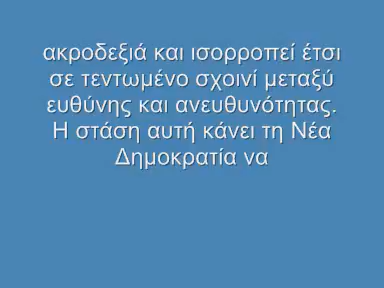 ακροδεξιά και ισορροπεί έτσι
σε τεντωμένο σχοινί μεταξύ
ευθύνης και ανευθυνότητας.
Η στάση αυτή κάνει τη Νέα
Δημοκρατία να